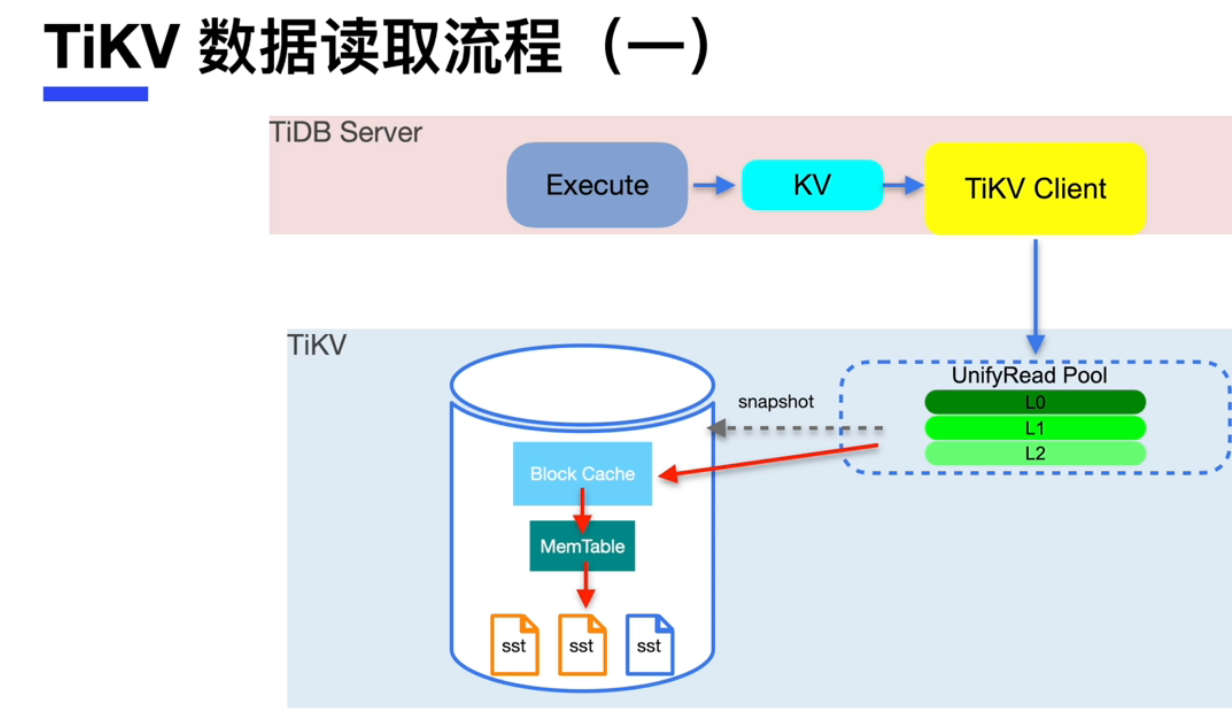 TiKV 数据读取流程（一）
TiDB Server
Execute
KV
TiKV Client
TiKV
UnifyRead Pool
L0
L1
L2
snapshot
Block Cache
MemTable
sst
sst
sst